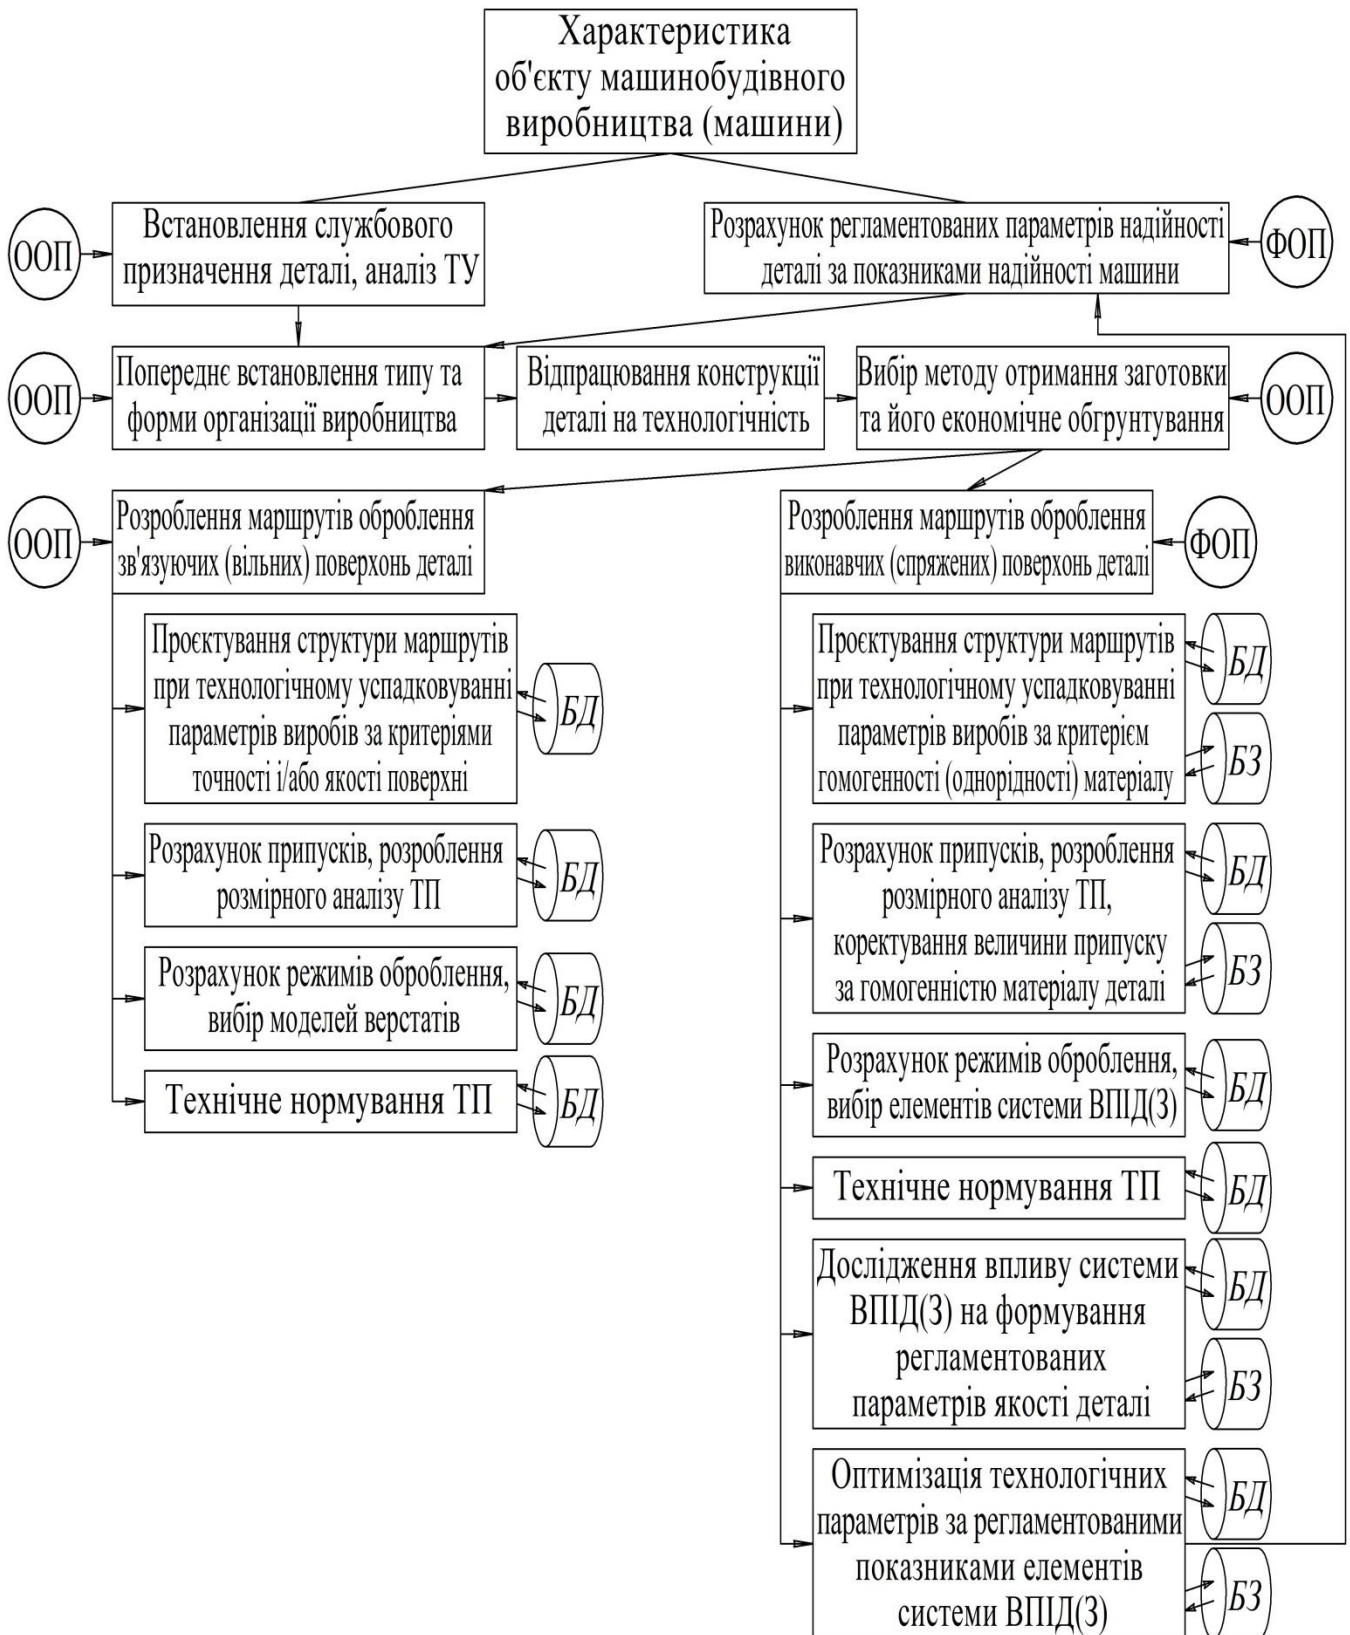 Характеристика
об'єкту машинобудівного
виробництва (машини)
ООП
Встановлення службового
призначення деталі, аналіз ТУ
Розрахунок регламентованих параметрів надійності
деталі за показниками надійності машини
ФОП
ООП
Попереднє встановлення типу та
форми організації виробництва
Відпрацювання конструкції
деталі на технологічність
Вибір методу отримання заготовки
та його економічне обгрунтування
ООП
ООП
Розроблення маршрутів оброблення
зв'язуючих (вільних) поверхонь деталі
Розроблення маршрутів оброблення
виконавчих (спряжених) поверхонь деталі
ФОП
Проєктування структури маршрутів
при технологічному успадковуванні
параметрів виробів за критеріями
точності і/або якості поверхні
БД
Розрахунок припусків, розроблення
розмірного аналізу ТП
БД
Розрахунок режимів оброблення,
вибір моделей верстатів
БД
Технічне нормування ТП
БД
Проєктування структури маршрутів
при технологічному успадковуванні
параметрів виробів за критерієм
гомогенності (однорідності) матеріалу
БД
БЗ
Розрахунок припусків, розроблення
розмірного аналізу ТП,
коректування величини припуску
за гомогенністю матеріалу деталі
БД
БЗ
Розрахунок режимів оброблення,
вибір елементів системи ВПІД(З)
БД
Технічне нормування ТП
БД
Дослідження впливу системи
ВПІД(З) на формування
регламентованих
параметрів якості деталі
БД
БЗ
Оптимізація технологічних
параметрів за регламентованими
показниками елементів
системи ВПІД(З)
БД
БЗ